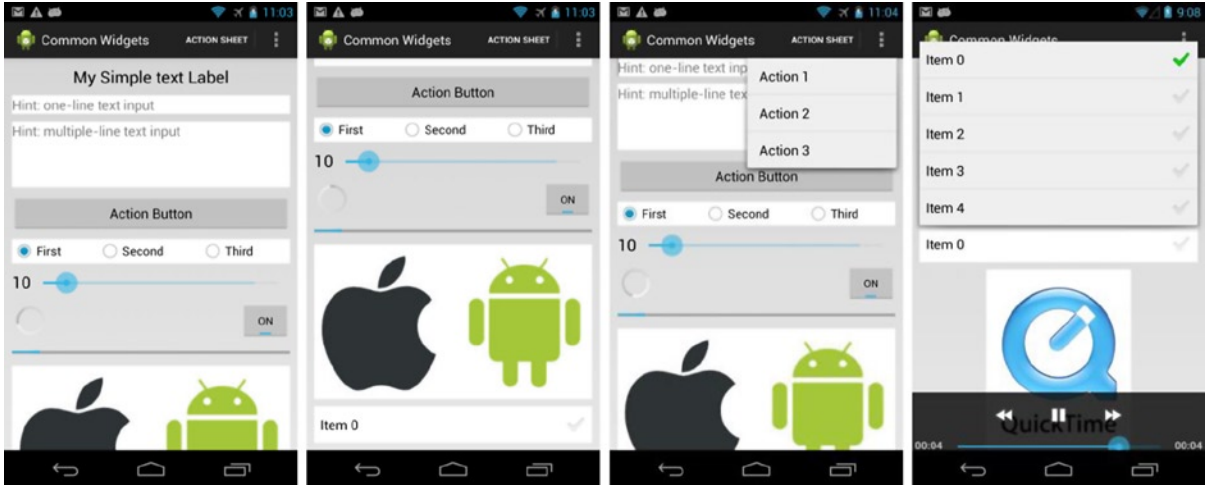 11:03
Common Widgets ACTION SHEET
My Simple text Label
Hint: one-line text input
Hint: multiple-line text input
Action Button
First Second Third
10
ON
11:03
Common Widgets ACTION SHEET
Action Button
First Second Third
10
ON
Item 0
11:04
Common Widgets ACTION SHEET
Hint: one-line text inp
Hint: multiple-line tex
Action 1
Action 2
Action 3
Action Button
First Second Third
10
ON
9:08
Common Widgets
Item 0
Item 1
Item 2
Item 3
Item 4
Item 0
QuickTime
00:04 00:04